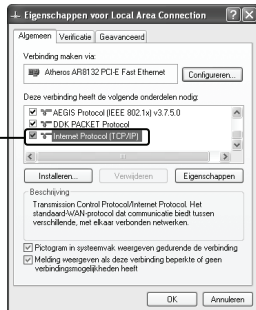 Eigenschappen voor Local Area Connection
Algemeen Verificatie Geavanceerd
Verbinding maken via:
Atheros AR8132 PCI-E Fast Ethernet
Configureren...
Deze verbinding heeft de volgende onderdelen nodig:
AEGIS Protocol (IEEE 802.1x) v3.7.5.0
DDK PACKET Protocol
Internet Protocol (TCP/IP)
Installeren... Verwijderen Eigenschappen
Beschrijving
Transmission Control Protocol/Internet Protocol. Het
standaard-WAN-protocol dat communicatie biedt tussen
verschillende, met elkaar verbonden netwerken.
Pictogram in systeemvak weergeven gedurende de verbinding
Melding weergeven als deze verbinding beperkte of geen
verbindingsmogelijkheden heeft
OK Annuleren